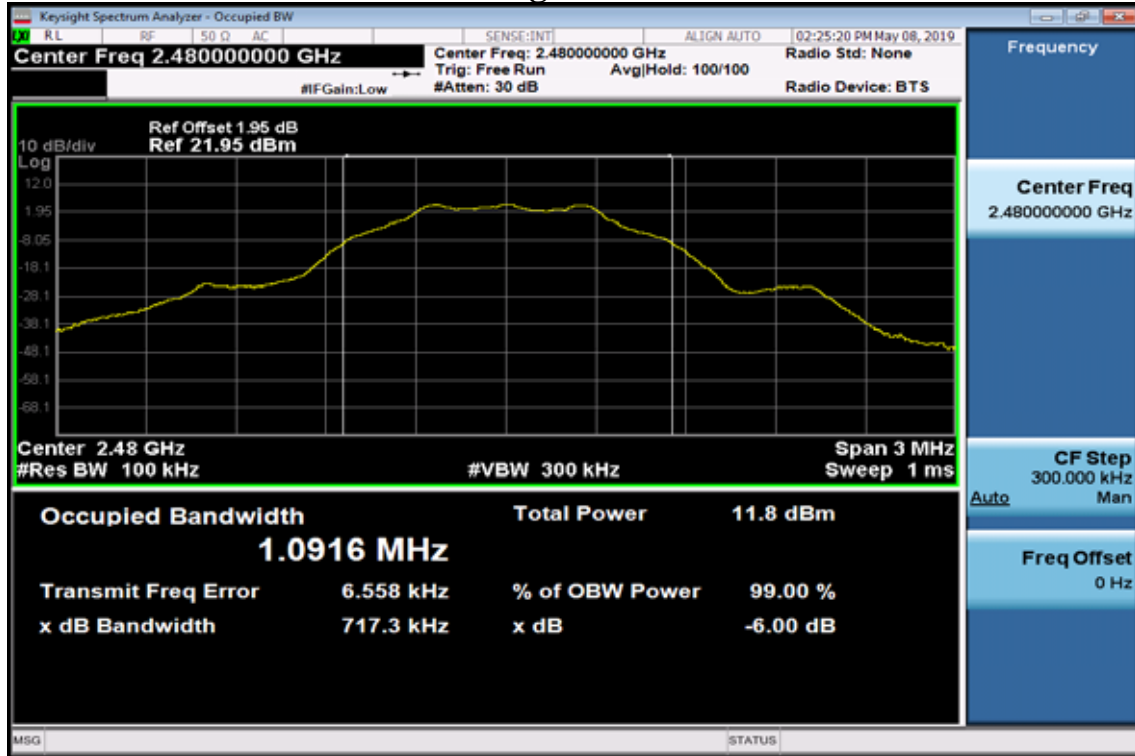 Keysight Spectrum Analyzer - Occupied BW
LXI RL RF 50 Ω AC SENSE:INT ALIGN AUTO 02:25:20 PM May 08, 2019
Center Freq 2.480000000 GHz
Center Freq: 2.480000000 GHz
Radio Std: None
Trig: Free Run Avg|Hold: 100/100
#IFGain:Low
#Atten: 30 dB
Radio Device: BTS
Ref Offset 1.95 dB
10 dB/div Ref 21.95 dBm
Log
12.0
1.95
-8.05
-18.1
-28.1
-38.1
-48.1
-58.1
-68.1
Center 2.48 GHz Span 3 MHz
#Res BW 100 kHz #VBW 300 kHz Sweep 1 ms
Occupied Bandwidth Total Power 11.8 dBm
1.0916 MHz
Transmit Freq Error 6.558 kHz % of OBW Power 99.00 %
x dB Bandwidth 717.3 kHz x dB -6.00 dB
Frequency
Center Freq
2.480000000 GHz
CF Step
300.000 kHz
Auto Man
Freq Offset
0 Hz
MSG STATUS